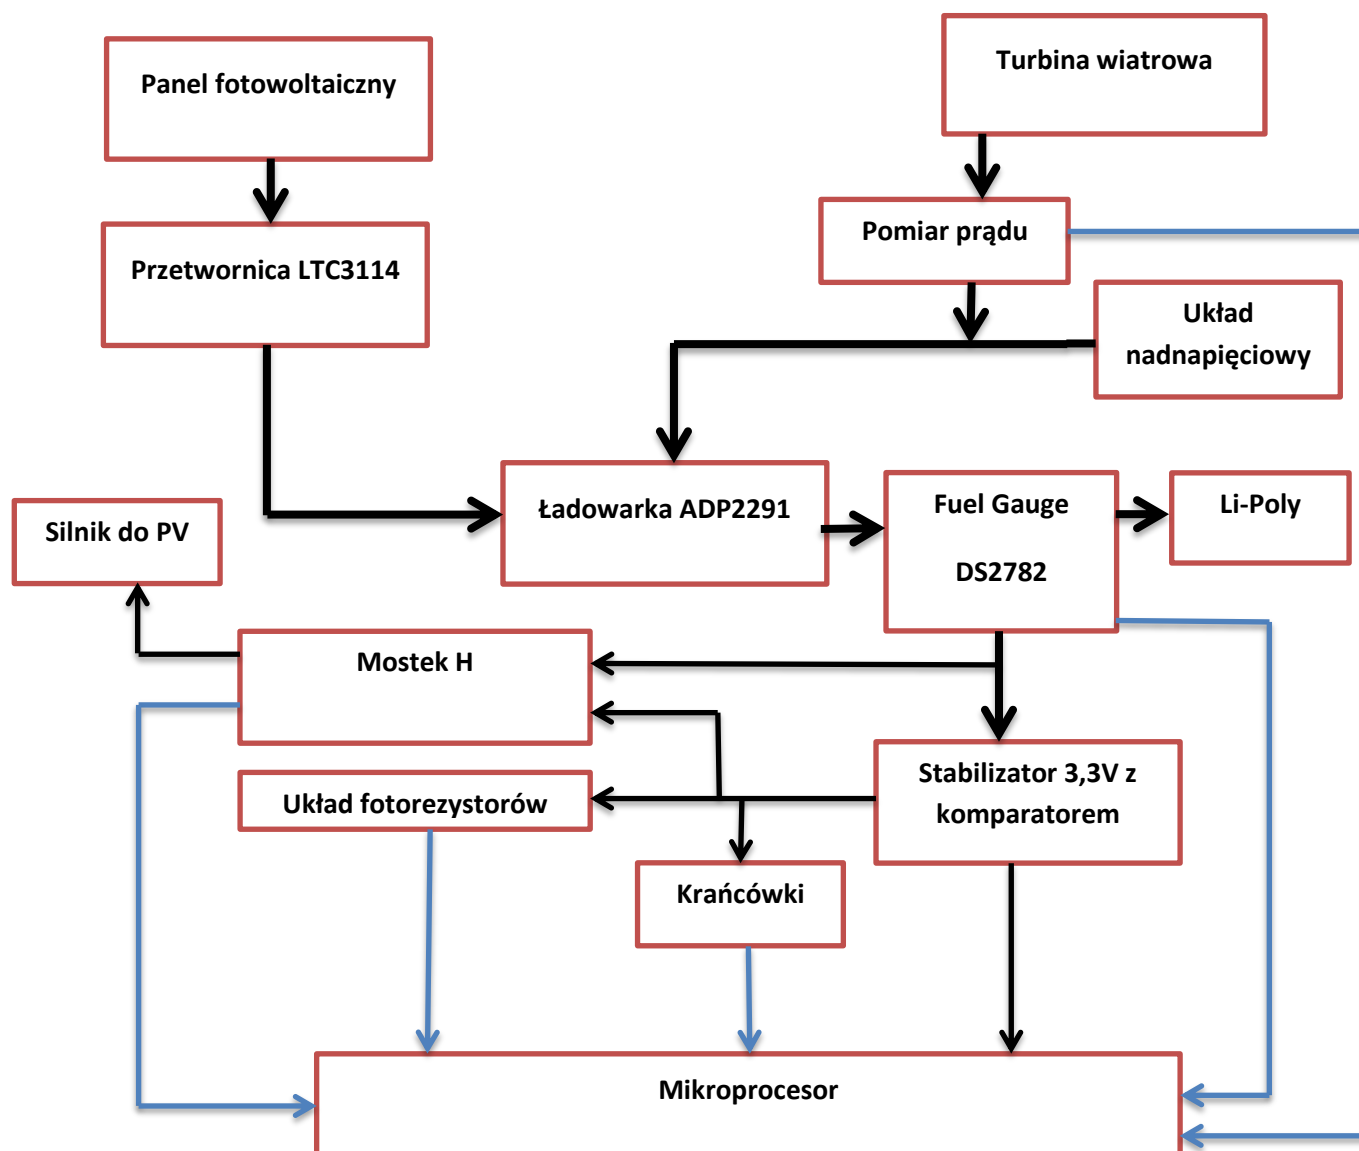 Panel fotowoltaiczny
Turbina wiatrowa
Przetwornica LTC3114
Pomiar prądu
Układ
nadnapięciowy
Silnik do PV
Ładowarka ADP2291
Fuel Gauge
DS2782
Li-Poly
Mostek H
Układ fotorezystorów
Stabilizator 3,3V z
komparatorem
Krańcówki
Mikroprocesor